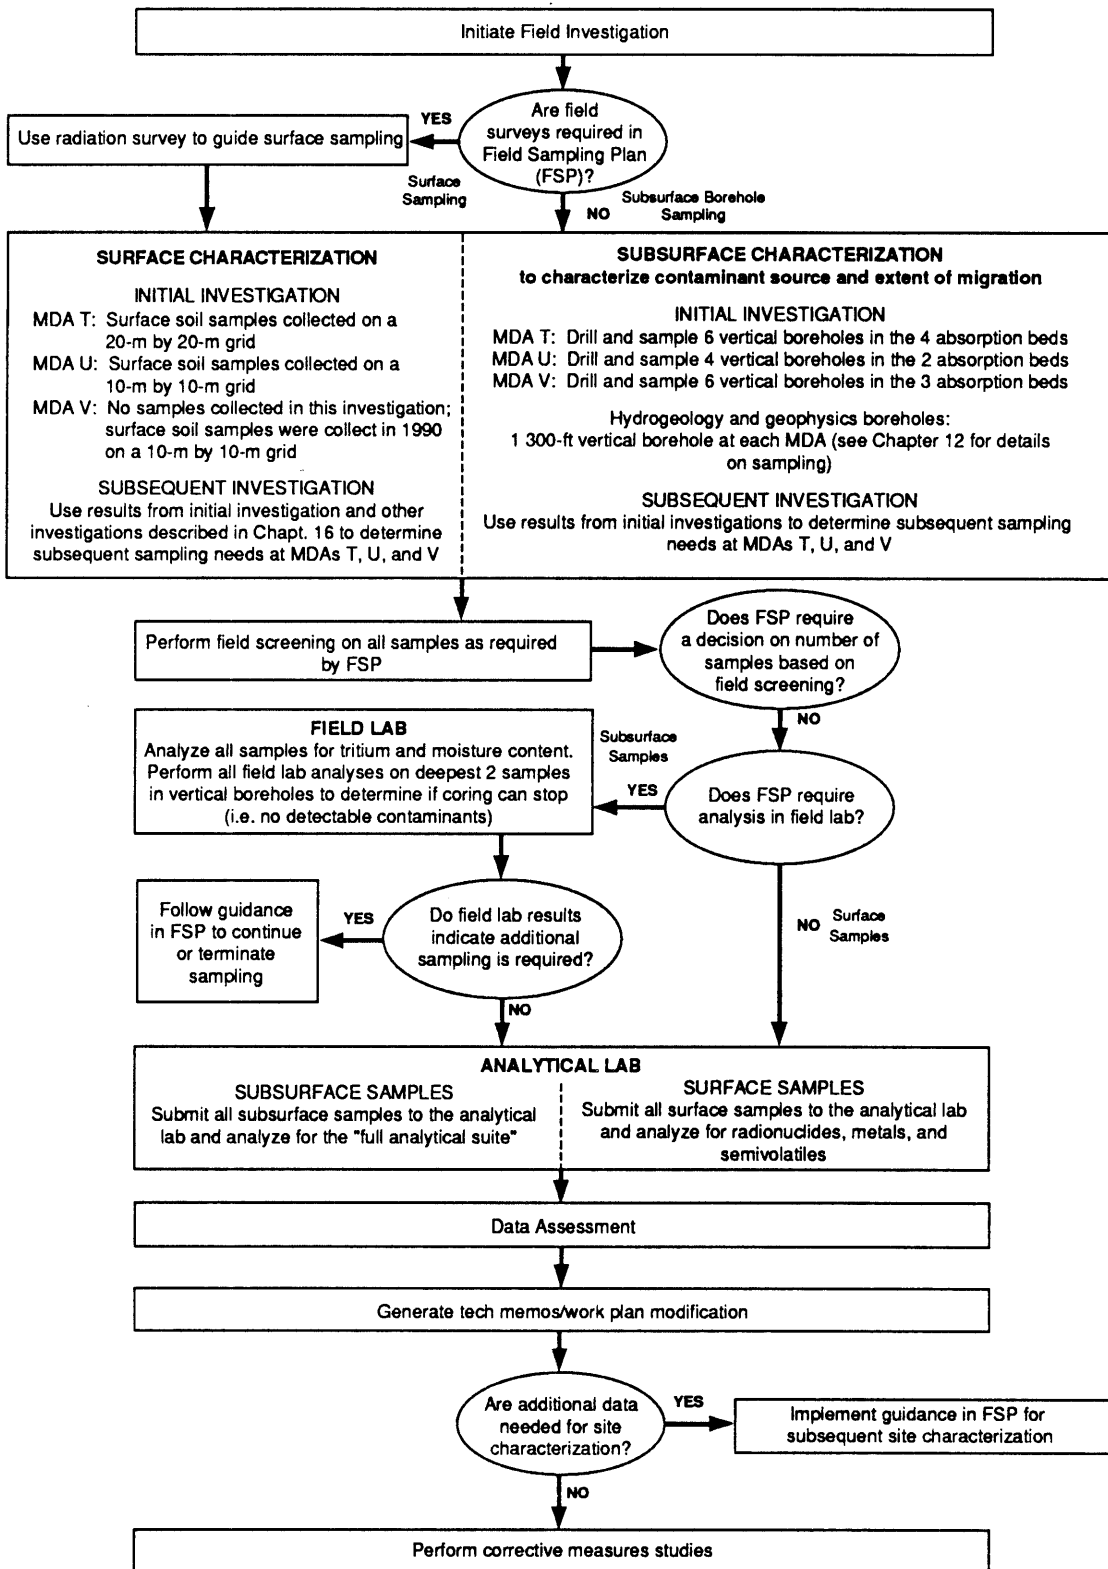 Initiate Field Investigation
Are field
surveys required in
Field Sampling Plan
(FSP)?
YES
Use radiation survey to guide surface sampling
Surface
Sampling
NO
Subsurface Borehole
Sampling
SURFACE CHARACTERIZATION
INITIAL INVESTIGATION
MDA T: Surface soil samples collected on a
20-m by 20-m grid
MDA U: Surface soil samples collected on a
10-m by 10-m grid
MDA V: No samples collected in this investigation;
surface soil samples were collect in 1990
on a 10-m by 10-m grid
SUBSEQUENT INVESTIGATION
Use results from initial investigation and other
investigations described in Chapt. 16 to determine
subsequent sampling needs at MDAs T, U, and V
SUBSURFACE CHARACTERIZATION
to characterize contaminant source and extent of migration
INITIAL INVESTIGATION
MDA T: Drill and sample 6 vertical boreholes in the 4 absorption beds
MDA U: Drill and sample 4 vertical boreholes in the 2 absorption beds
MDA V: Drill and sample 6 vertical boreholes in the 3 absorption beds
Hydrogeology and geophysics boreholes:
1 300-ft vertical borehole at each MDA (see Chapter 12 for details
on sampling)
SUBSEQUENT INVESTIGATION
Use results from initial investigations to determine subsequent sampling
needs at MDAs T, U, and V
Perform field screening on all samples as required
by FSP
Does FSP require
a decision on number of
samples based on
field screening?
NO
Does FSP require
analysis in field lab?
Subsurface
Samples
YES
FIELD LAB
Analyze all samples for tritium and moisture content.
Perform all field lab analyses on deepest 2 samples
in vertical boreholes to determine if coring can stop
(i.e. no detectable contaminants)
Do field lab results
indicate additional
sampling is required?
YES
Follow guidance
in FSP to continue
or terminate
sampling
NO
NO
Surface
Samples
ANALYTICAL LAB
SUBSURFACE SAMPLES
Submit all subsurface samples to the analytical
lab and analyze for the "full analytical suite"
SURFACE SAMPLES
Submit all surface samples to the analytical lab
and analyze for radionuclides, metals, and
semivolatiles
Data Assessment
Generate tech memos/work plan modification
Are additional data
needed for site
characterization?
YES
Implement guidance in FSP for
subsequent site characterization
NO
Perform corrective measures studies